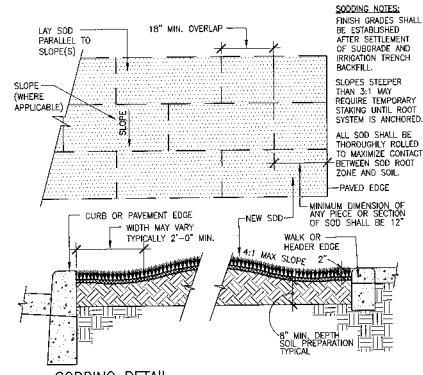 SODDING NOTES:
FINISH GRADES SHALL
BE ESTABLISHED
AFTER SETTLEMENT
OF SUBGRADE AND
IRRIGATION TRENCH
BACKFILL.
SLOPES STEEPER
THAN 3:1 MAY
REQUIRE TEMPORARY
STAKING UNTIL ROOT
SYSTEM IS ANCHORED.
ALL SOD SHALL BE
THOROUGHLY ROLLED
TO MAXIMIZE CONTACT
BETWEEN SOD ROOT
ZONE AND SOIL.
LAY SOD
PARALLEL TO
SLOPE(S)
18" MIN. OVERLAP
SLOPE
(WHERE
APPLICABLE)
SLOPE
PAVED EDGE
MINIMUM DIMENSION OF
ANY PIECE OR SECTION
OF SOD SHALL BE 12"
CURB OR PAVEMENT EDGE
WIDTH MAY VARY
TYPICALLY 2'-0" MIN.
NEW SOD
WALK OR
HEADER EDGE
4:1 MAX SLOPE
2"
8" MIN. DEPTH
SOIL PREPARATION
TYPICAL
SODDING DETAIL